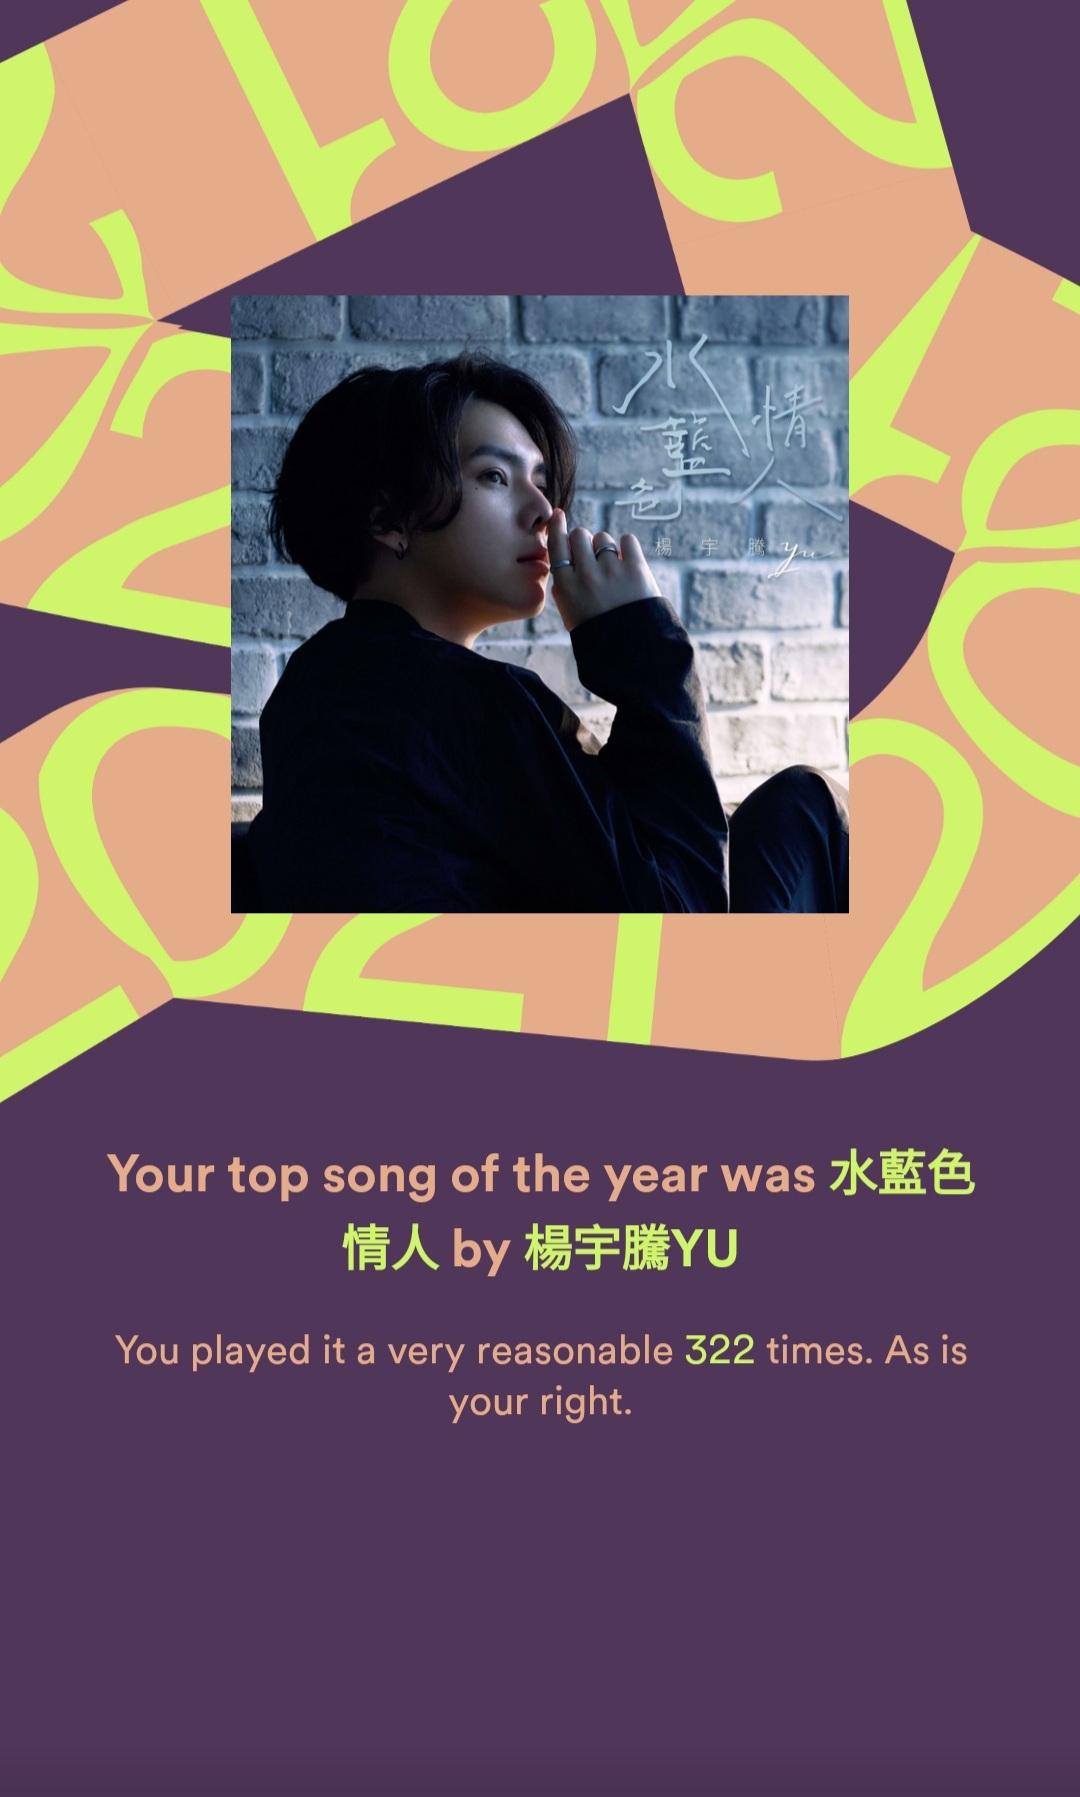 水藍色情人
楊宇騰 yu
Your top song of the year was 水藍色
情人 by 楊宇騰YU
You played it a very reasonable 322 times. As is
your right.